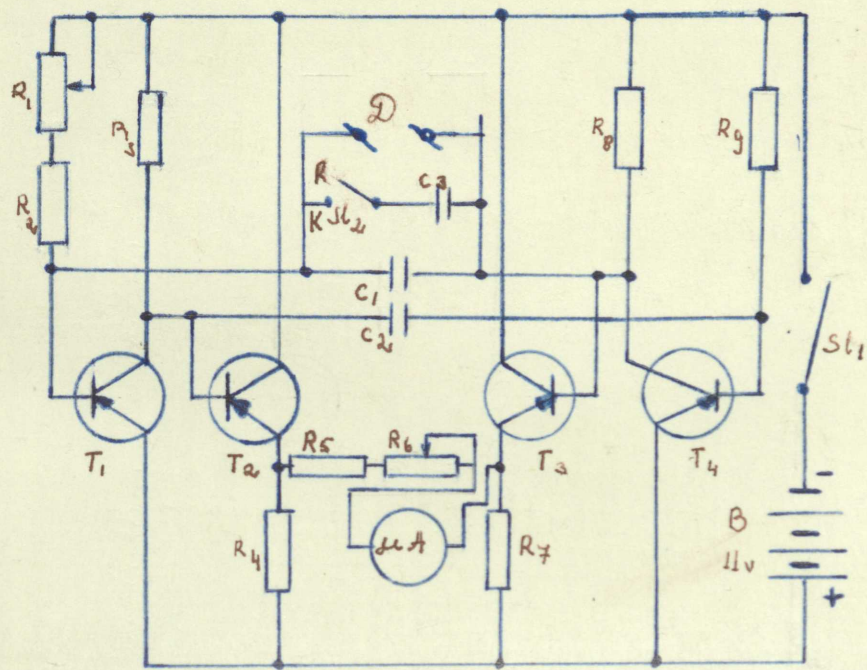 R1
R3
R2
D
R
K
Sl2
C3
C1
C2
R8
R9
Sl1
T1
T2
T3
T4
R5
R6
R4
μA
R7
B
11v
-
+